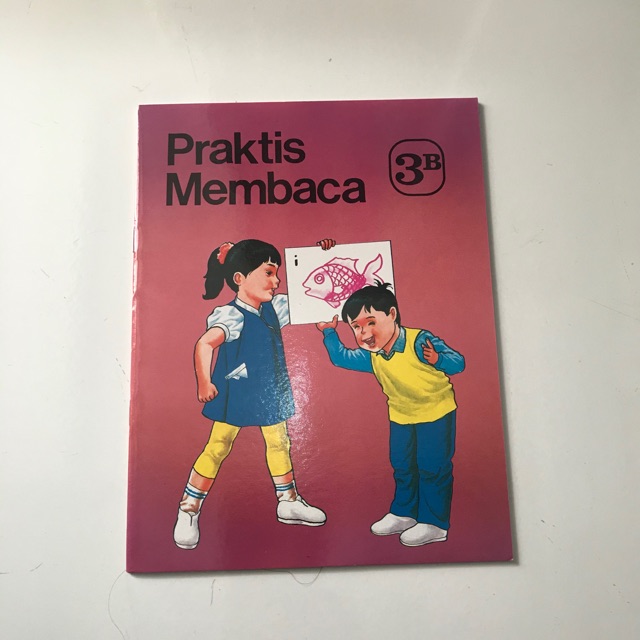 Praktis
Membaca
3B
i